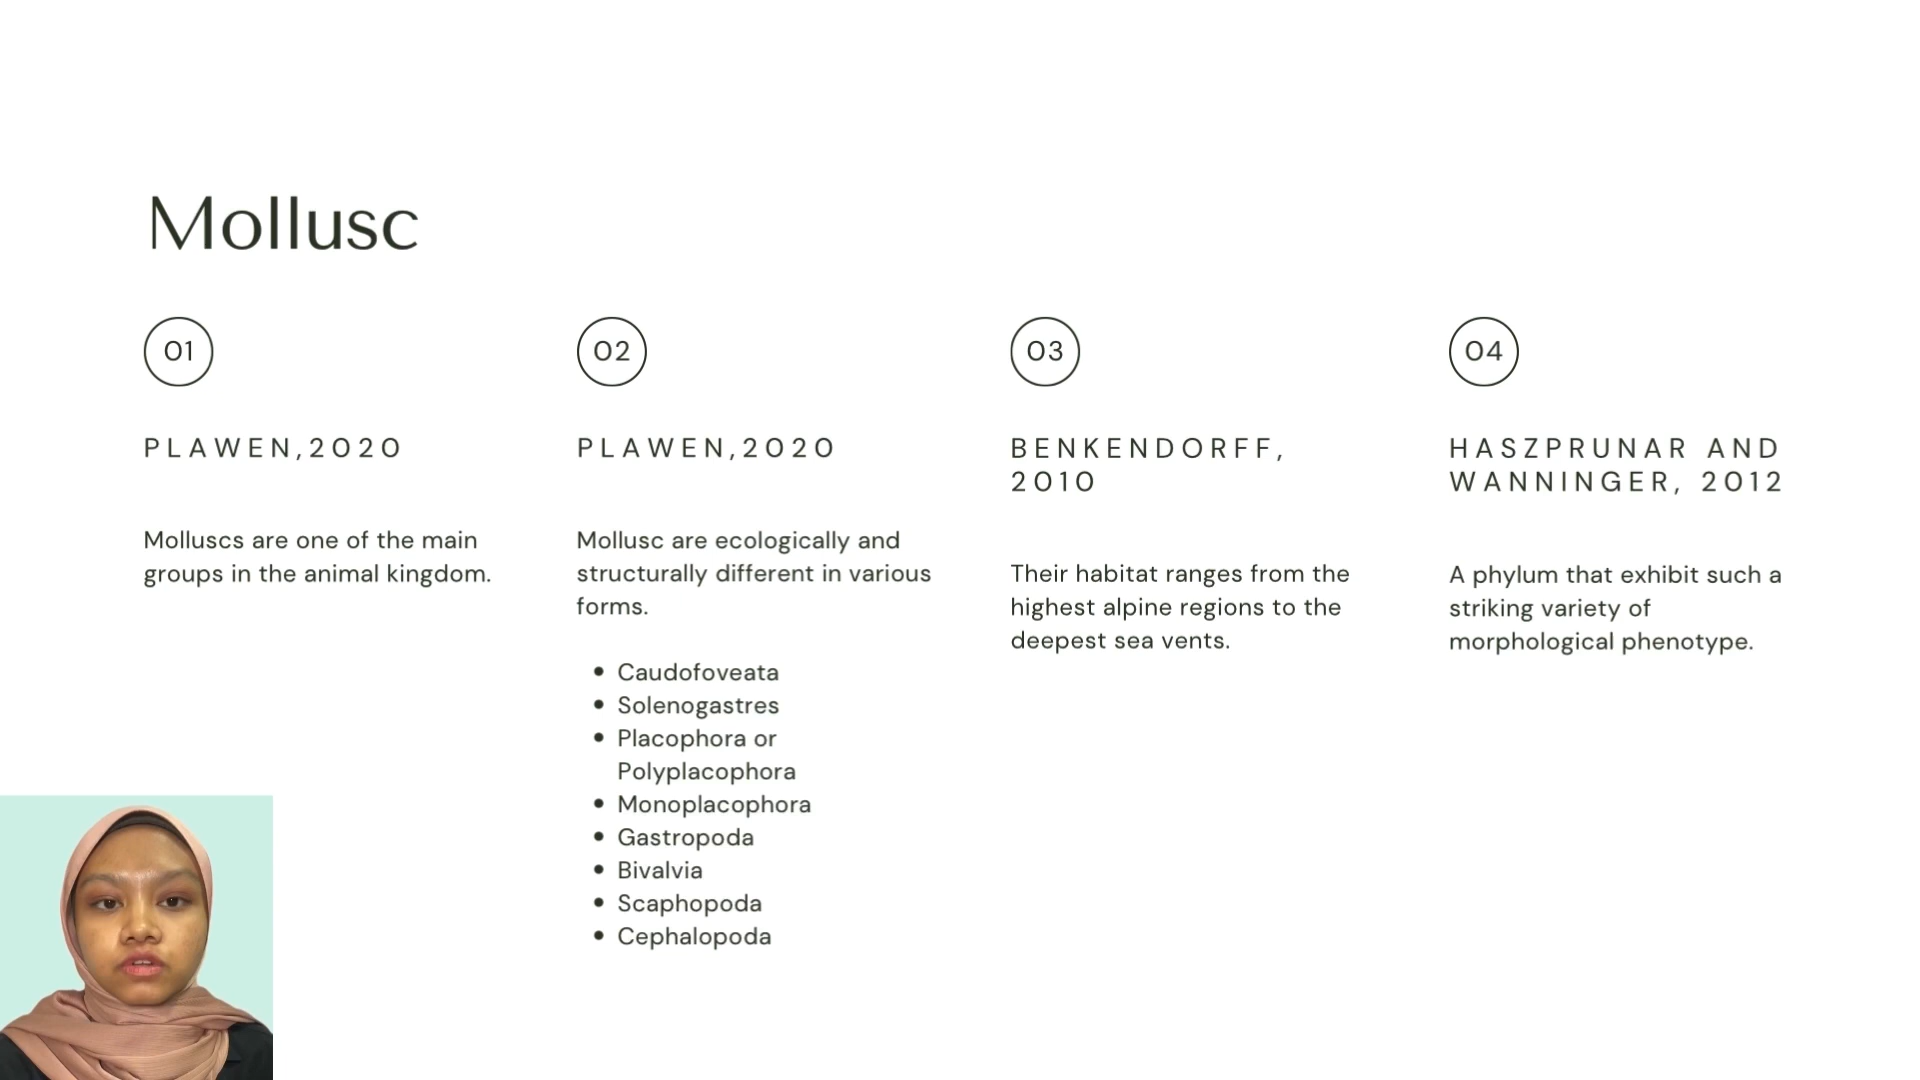 Mollusc
01
PLAWEN,2020
Molluscs are one of the main
groups in the animal kingdom.
02
PLAWEN,2020
Mollusc are ecologically and
structurally different in various
forms.
Caudofoveata
Solenogastres
Placophora or
Polyplacophora
Monoplacophora
Gastropoda
Bivalvia
Scaphopoda
Cephalopoda
03
BENKENDORFF,
2010
Their habitat ranges from the
highest alpine regions to the
deepest sea vents.
04
HASZPRUNAR AND
WANNINGER, 2012
A phylum that exhibit such a
striking variety of
morphological phenotype.